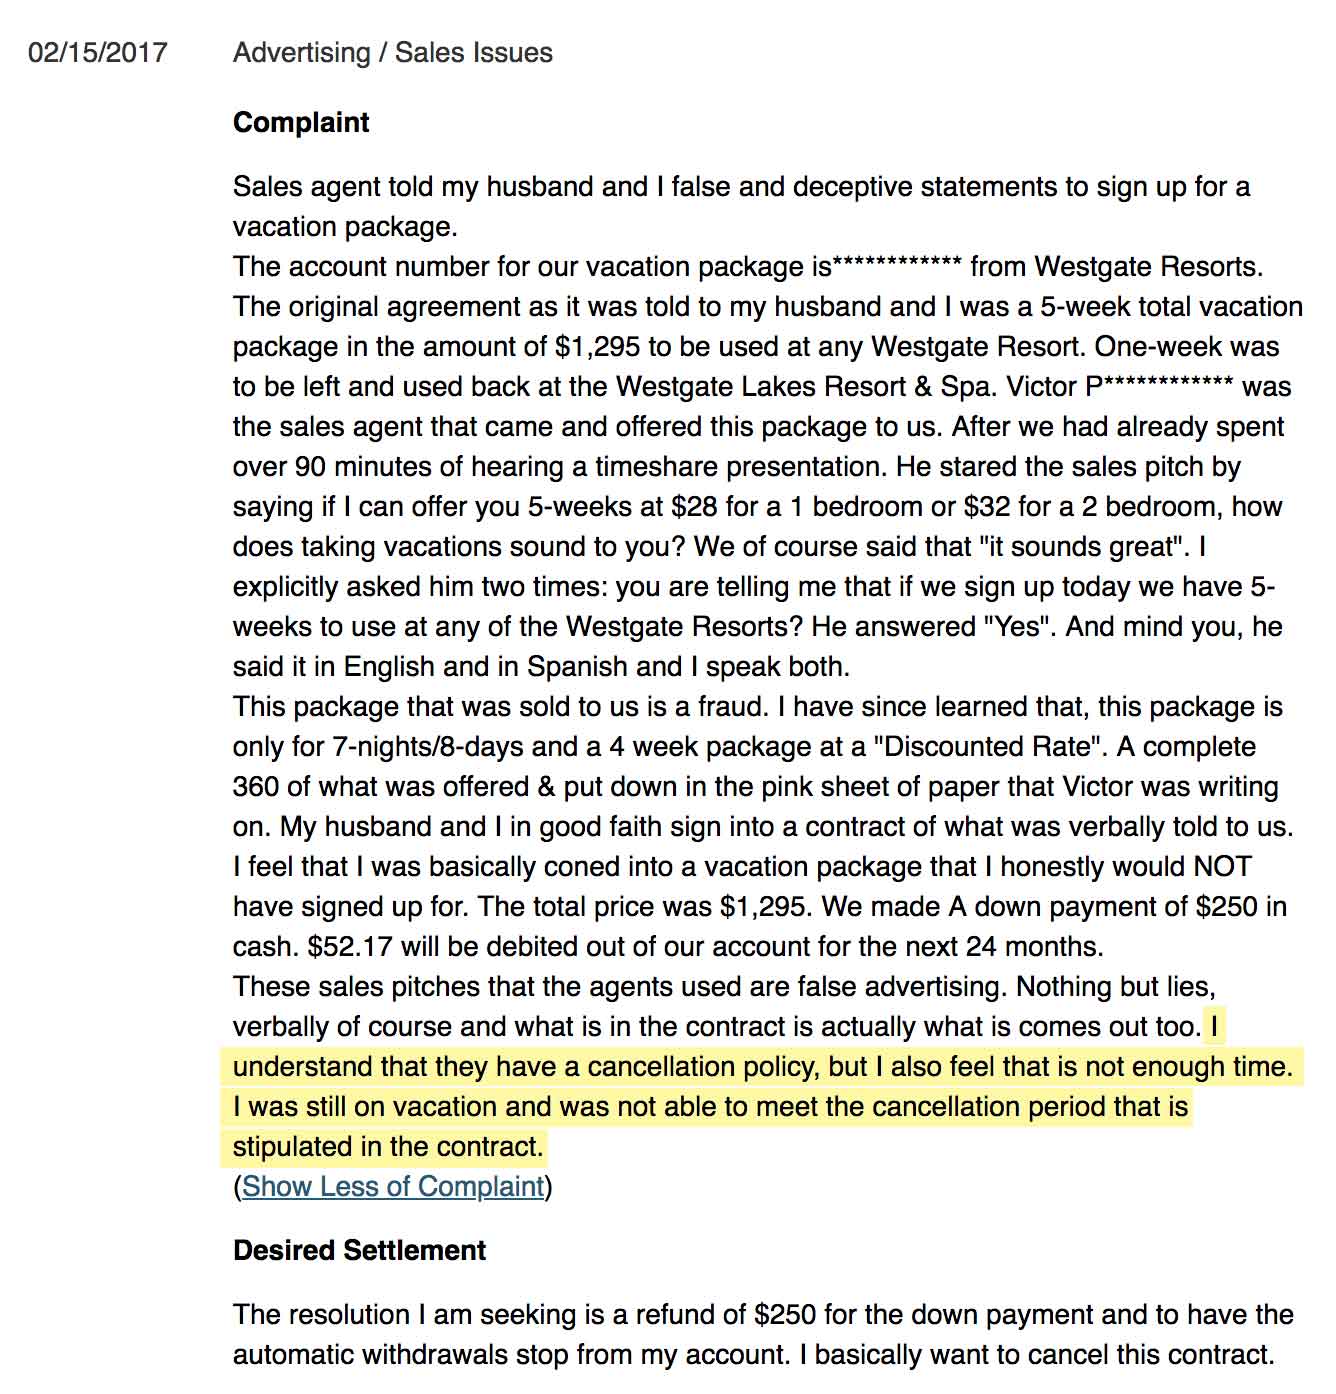 02/15/2017 Advertising / Sales Issues
Complaint
Sales agent told my husband and I false and deceptive statements to sign up for a
vacation package.
The account number for our vacation package is************ from Westgate Resorts.
The original agreement as it was told to my husband and I was a 5-week total vacation
package in the amount of $1,295 to be used at any Westgate Resort. One-week was
to be left and used back at the Westgate Lakes Resort & Spa. Victor P************ was
the sales agent that came and offered this package to us. After we had already spent
over 90 minutes of hearing a timeshare presentation. He stared the sales pitch by
saying if I can offer you 5-weeks at $28 for a 1 bedroom or $32 for a 2 bedroom, how
does taking vacations sound to you? We of course said that "it sounds great". I
explicitly asked him two times: you are telling me that if we sign up today we have 5-
weeks to use at any of the Westgate Resorts? He answered "Yes". And mind you, he
said it in English and in Spanish and I speak both.
This package that was sold to us is a fraud. I have since learned that, this package is
only for 7-nights/8-days and a 4 week package at a "Discounted Rate". A complete
360 of what was offered & put down in the pink sheet of paper that Victor was writing
on. My husband and I in good faith sign into a contract of what was verbally told to us.
I feel that I was basically coned into a vacation package that I honestly would NOT
have signed up for. The total price was $1,295. We made A down payment of $250 in
cash. $52.17 will be debited out of our account for the next 24 months.
These sales pitches that the agents used are false advertising. Nothing but lies,
verbally of course and what is in the contract is actually what is comes out too. I
understand that they have a cancellation policy, but I also feel that is not enough time.
I was still on vacation and was not able to meet the cancellation period that is
stipulated in the contract.
(Show Less of Complaint)
Desired Settlement
The resolution I am seeking is a refund of $250 for the down payment and to have the
automatic withdrawals stop from my account. I basically want to cancel this contract.